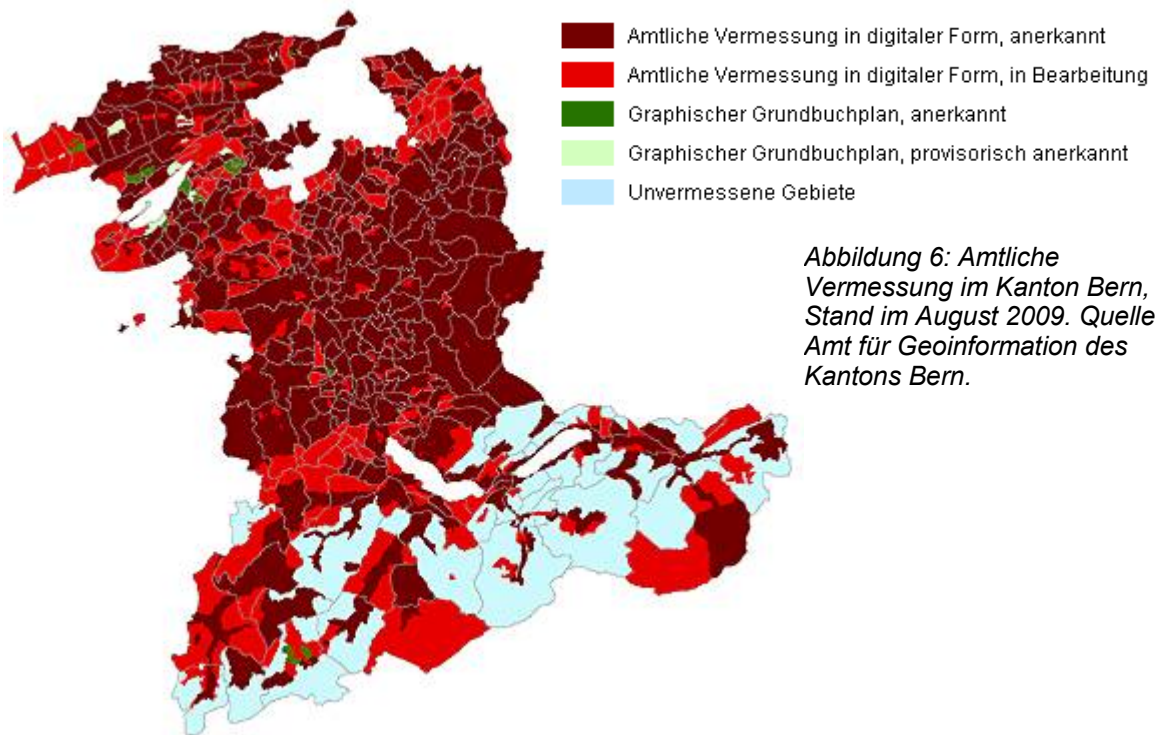 Amtliche Vermessung in digitaler Form, anerkannt
Amtliche Vermessung in digitaler Form, in Bearbeitung
Graphischer Grundbuchplan, anerkannt
Graphischer Grundbuchplan, provisorisch anerkannt
Unvermessene Gebiete
Abbildung 6: Amtliche
Vermessung im Kanton Bern,
Stand im August 2009. Quelle
Amt für Geoinformation des
Kantons Bern.